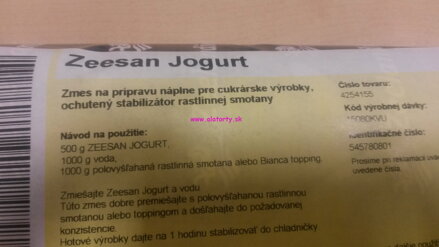 Zeesan Jogurt
Zmes na prípravu náplne pre cukrárske výrobky,
ochutený stabilizátor rastlinnej smotany
Číslo tovaru:
4254155
Kód výrobnej dávky:
15080KVU
www.olotorty.sk
Identifikačné číslo:
545780801
Prosíme pri reklamácii
uvedené čísla.
Návod na použitie:
500 g ZEESAN JOGURT,
1000 g voda,
1000 g polovyšľahaná rastlinná smotana alebo Bianca topping.
Zmiešajte Zeesan Jogurt a vodu
Túto zmes dobre premiešajte s polovyšľahanou rastlinnou
smotanou alebo toppingom a došľahajte do požadovanej
konzistencie.
Hotové výrobky dajte na 1 hodinu stabilizovať do chladničky